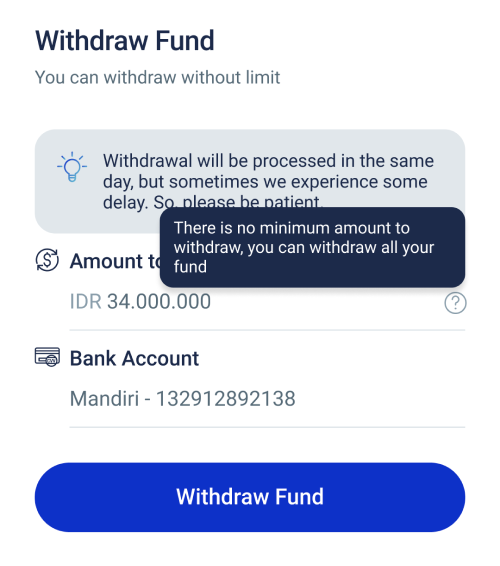 Withdraw Fund
You can withdraw without limit
Withdrawal will be processed in the same
day, but sometimes we experience some
delay. So, please be patient.
There is no minimum amount to
withdraw, you can withdraw all your
fund
Amount to
IDR 34.000.000
?
Bank Account
Mandiri - 132912892138
Withdraw Fund